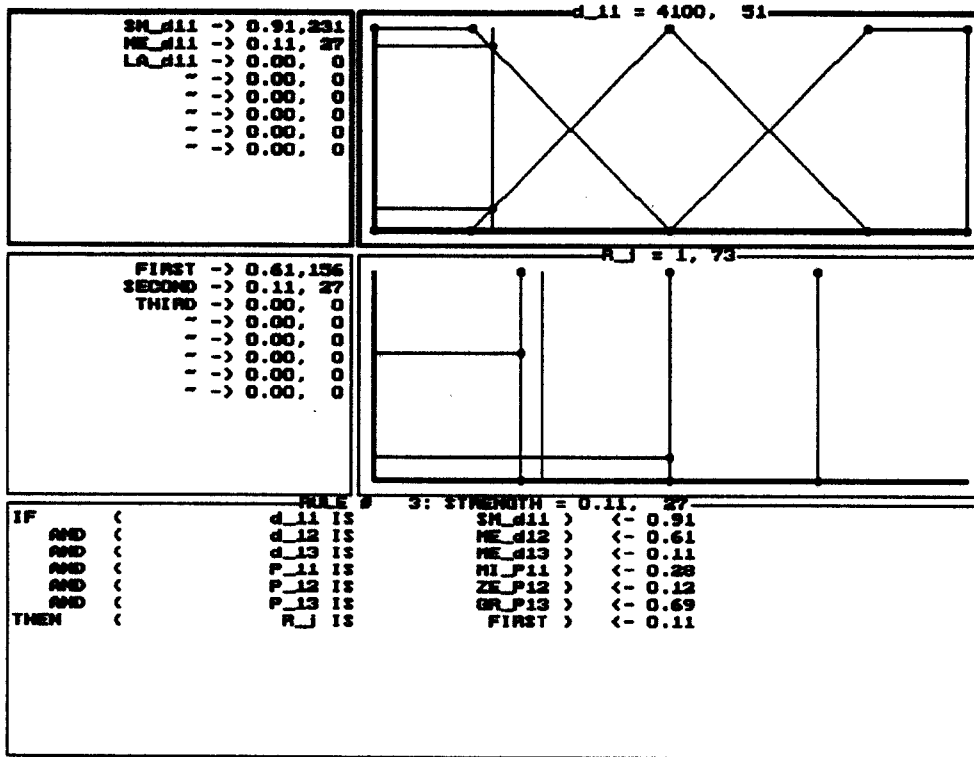 d_11 = 4100, 51
SM_d11 -> 0.91,231
ME_d11 -> 0.11, 27
LA_d11 -> 0.00, 0
~ -> 0.00, 0
~ -> 0.00, 0
~ -> 0.00, 0
~ -> 0.00, 0
~ -> 0.00, 0
R_j = 1, 73
FIRST -> 0.61,156
SECOND -> 0.11, 27
THIRD -> 0.00, 0
~ -> 0.00, 0
~ -> 0.00, 0
~ -> 0.00, 0
~ -> 0.00, 0
~ -> 0.00, 0
RULE # 3: STRENGTH = 0.11, 27
IF ( d_11 IS SM_d11 ) <- 0.91
AND ( d_12 IS ME_d12 ) <- 0.61
AND ( d_13 IS ME_d13 ) <- 0.11
AND ( P_11 IS MI_P11 ) <- 0.28
AND ( P_12 IS ZE_P12 ) <- 0.12
AND ( P_13 IS GR_P13 ) <- 0.69
THEN ( R_j IS FIRST ) <- 0.11